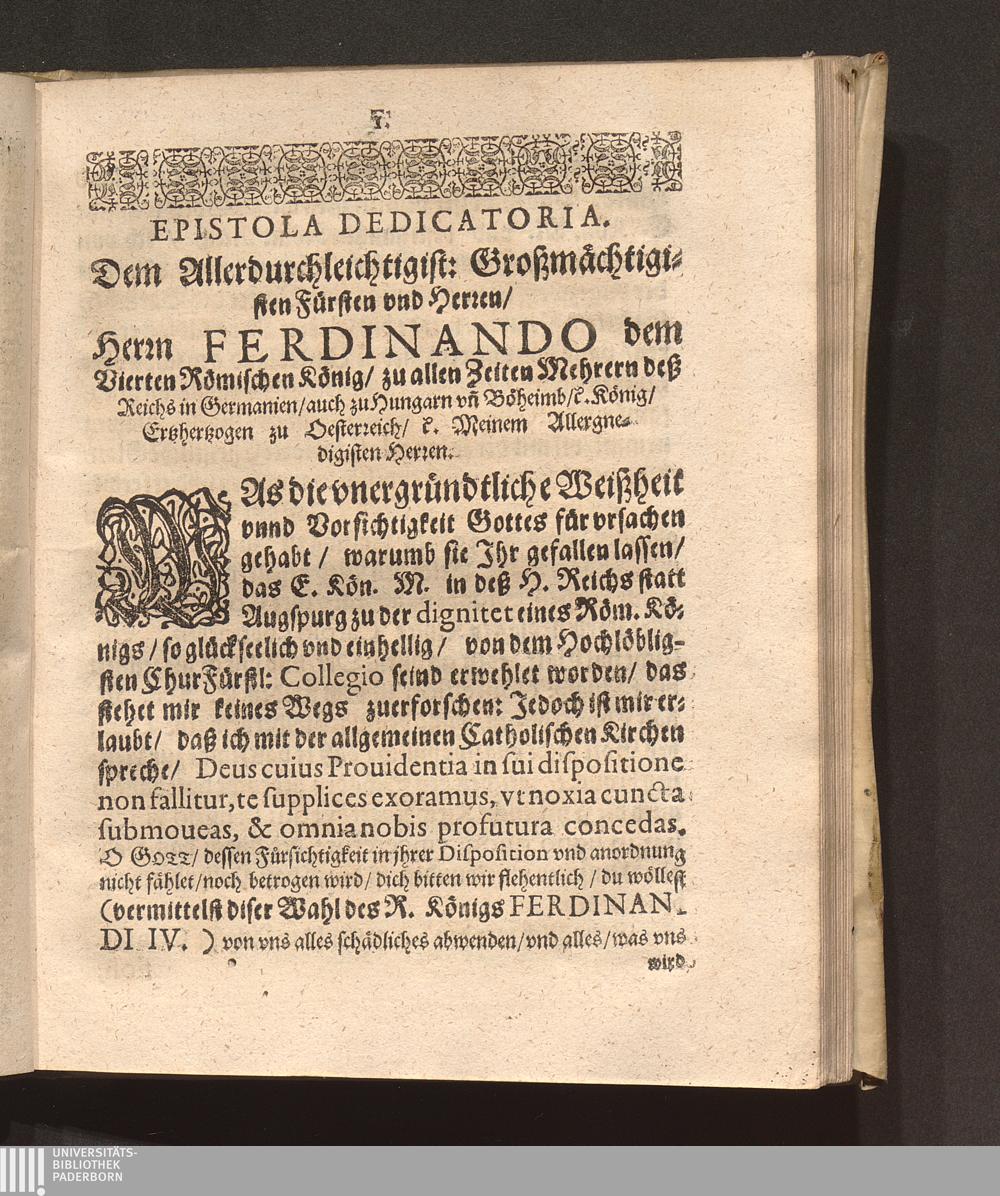 EPISTOLA DEDICATORIA.
Dem Allerdurchleichtigist: Großmächtigi-
sten Fürsten vnd Herren/
Herrn FERDINANDO dem
Vierten Römischen König/ zu allen Zeiten Mehrern deß
Reichs in Germanien/ auch zu Hungarn vñ Böheimb/ ꝛc. König/
Ertzhertzogen zu Oesterreich/ ꝛc. Meinem Allergne-
digisten Herren.
WAs die vnergründtliche Weißheit
vnnd Vorsichtigkeit Gottes für vrsachen
gehabt / warumb sie Ihr gefallen lassen/
das E. Kön. M. in deß H. Reichs statt
Augspurg zu der dignitet eines Röm. Kö-
nigs / so glückseelich vnd einhellig / von dem Hochlöblig-
sten ChurFürstl: Collegio seind erwehlet worden/ das
stehet mir keines Wegs zuerforschen: Jedoch ist mir er-
laubt/ daß ich mit der allgemeinen Catholischen Kirchen
spreche/ Deus cuius Prouidentia in sui dispositione
non fallitur, te supplices exoramus, vt noxia cuncta
submoueas, & omnia nobis profutura concedas.
O GOTT/ dessen Fürsichtigkeit in jhrer Disposition vnd anordnung
nicht fählet/ noch betrogen wird/ dich bitten wir flehentlich / du wöllest
(vermittelst diser Wahl des R. Königs FERDINAN-
DI IV. ) von vns alles schädliches abwenden/ vnd alles/ was vns
wird
UNIVERSITÄTS-
BIBLIOTHEK
PADERBORN